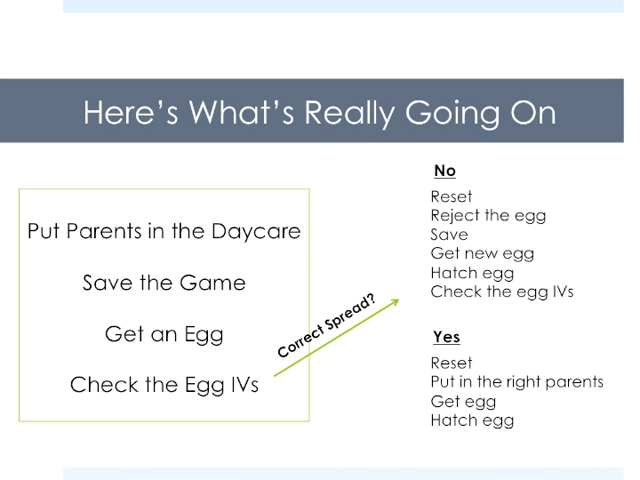 Here's What's Really Going On
Put Parents in the Daycare
Save the Game
Get an Egg
Check the Egg IVs
Correct Spread?
No
Reset
Reject the egg
Save
Get new egg
Hatch egg
Check the egg IVs
Yes
Reset
Put in the right parents
Get egg
Hatch egg